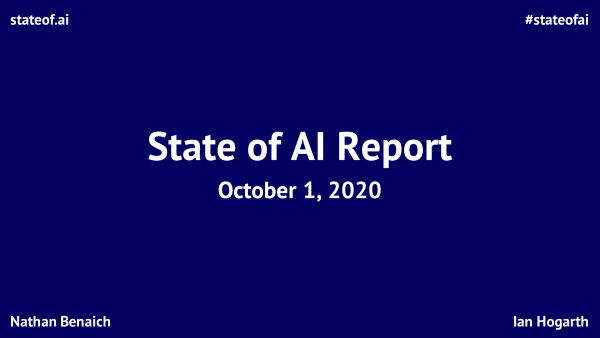 stateof.ai
#stateofai
State of AI Report
October 1, 2020
Nathan Benaich
Ian Hogarth